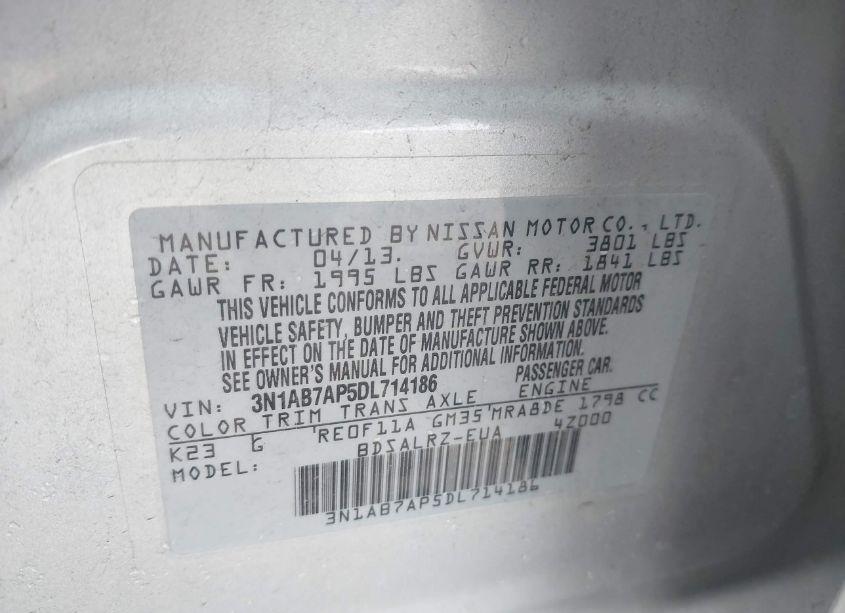 MANUFACTURED BY NISSAN MOTOR CO., LTD.
DATE: 04/13. GVWR: 3801 LBS
GAWR FR: 1995 LBS GAWR RR: 1841 LBS
THIS VEHICLE CONFORMS TO ALL APPLICABLE FEDERAL MOTOR
VEHICLE SAFETY, BUMPER AND THEFT PREVENTION STANDARDS
IN EFFECT ON THE DATE OF MANUFACTURE SHOWN ABOVE.
SEE OWNER'S MANUAL FOR ADDITIONAL INFORMATION.
VIN: 3N1AB7AP5DL714186 PASSENGER CAR.
COLOR TRIM TRANS AXLE ENGINE
K23 G RE0F11A GM35 MRA8DE 1798 CC
MODEL: BDSALRZ-EUA 4Z000
3N1AB7AP5DL714186